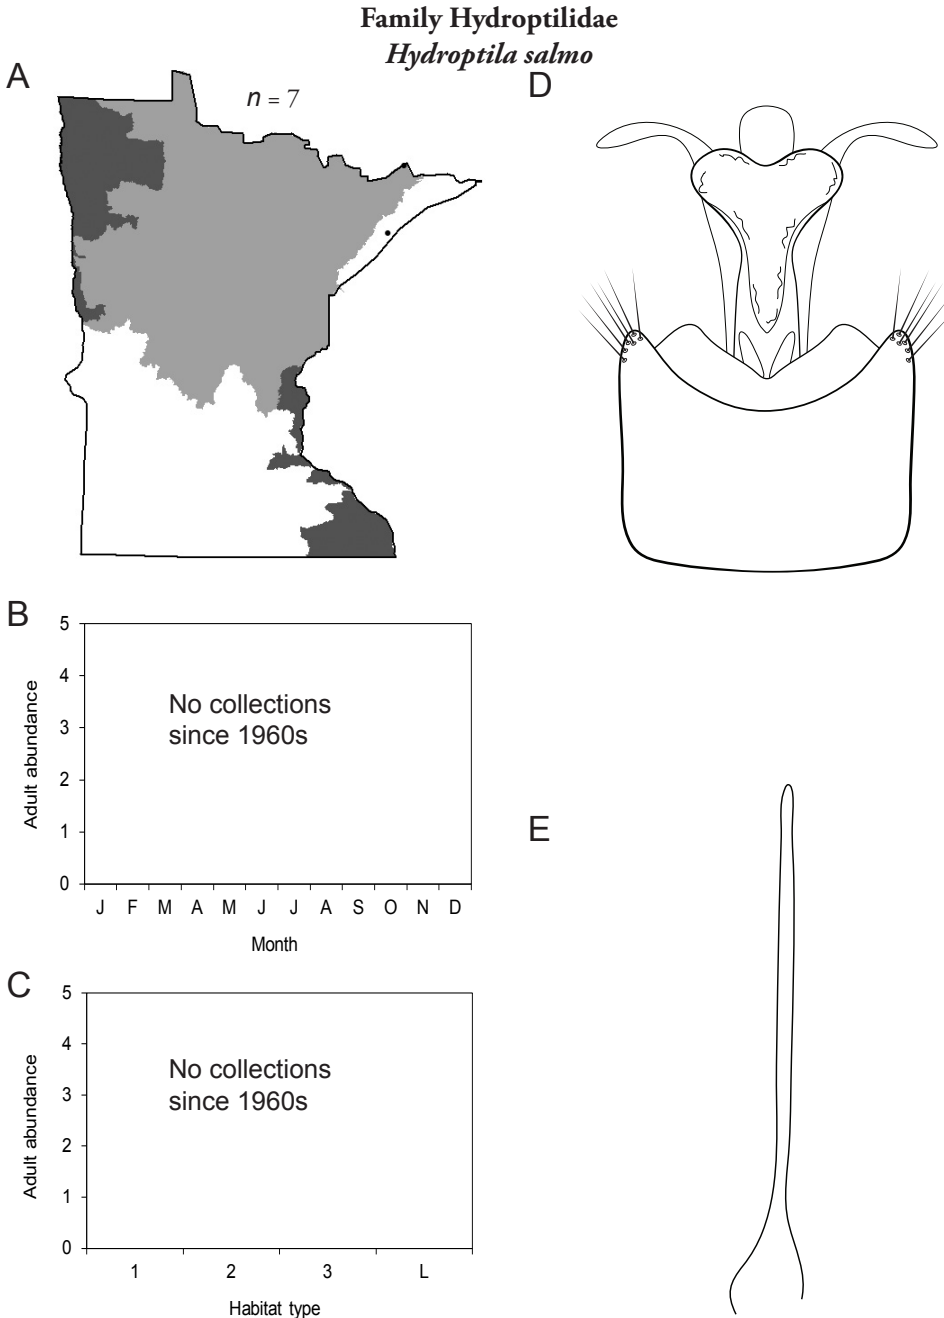 Family Hydroptilidae
Hydroptila salmo
A
n = 7
D
B
5
4
3
2
1
0
Adult abundance
No collections
since 1960s
J F M A M J J A S O N D
Month
E
C
5
4
3
2
1
0
Adult abundance
No collections
since 1960s
1 2 3 L
Habitat type